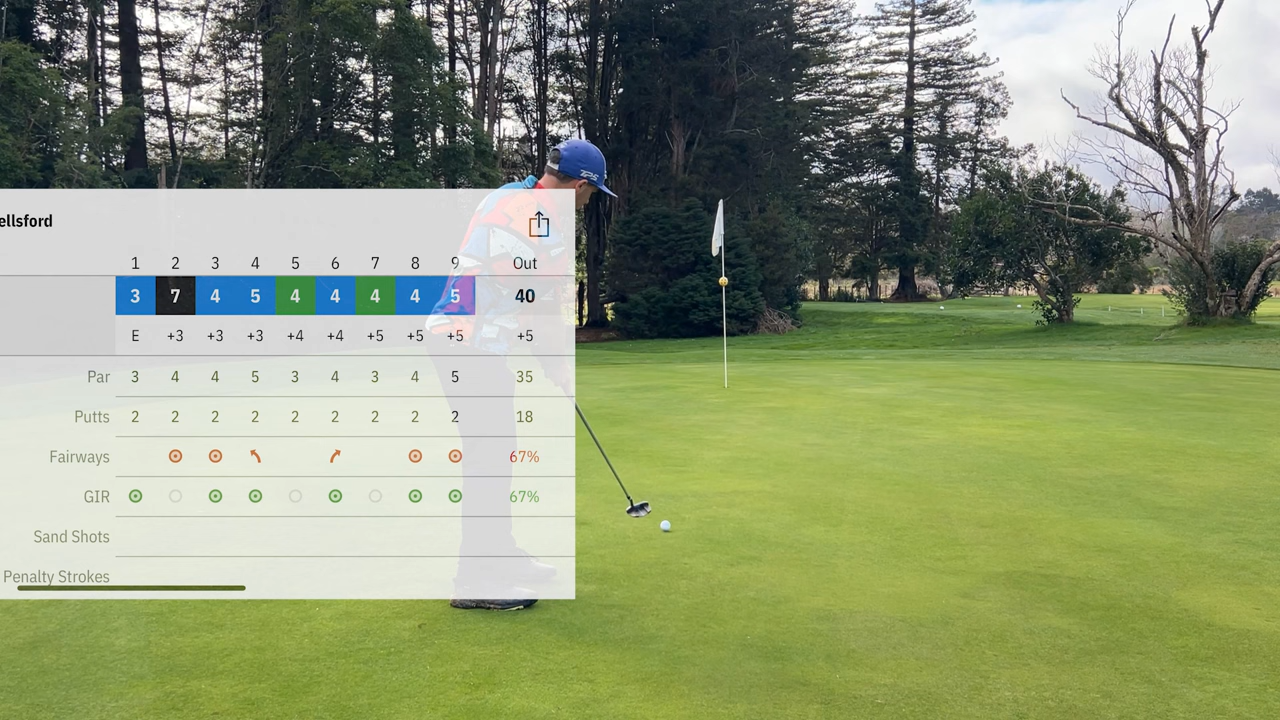 TPS
ellsford
1 2 3 4 5 6 7 8 9 Out
3 7 4 5 4 4 4 4 5 40
E +3 +3 +3 +4 +4 +5 +5 +5 +5
Par 3 4 4 5 3 4 3 4 5 35
Putts 2 2 2 2 2 2 2 2 2 18
Fairways 67%
GIR 67%
Sand Shots
Penalty Strokes